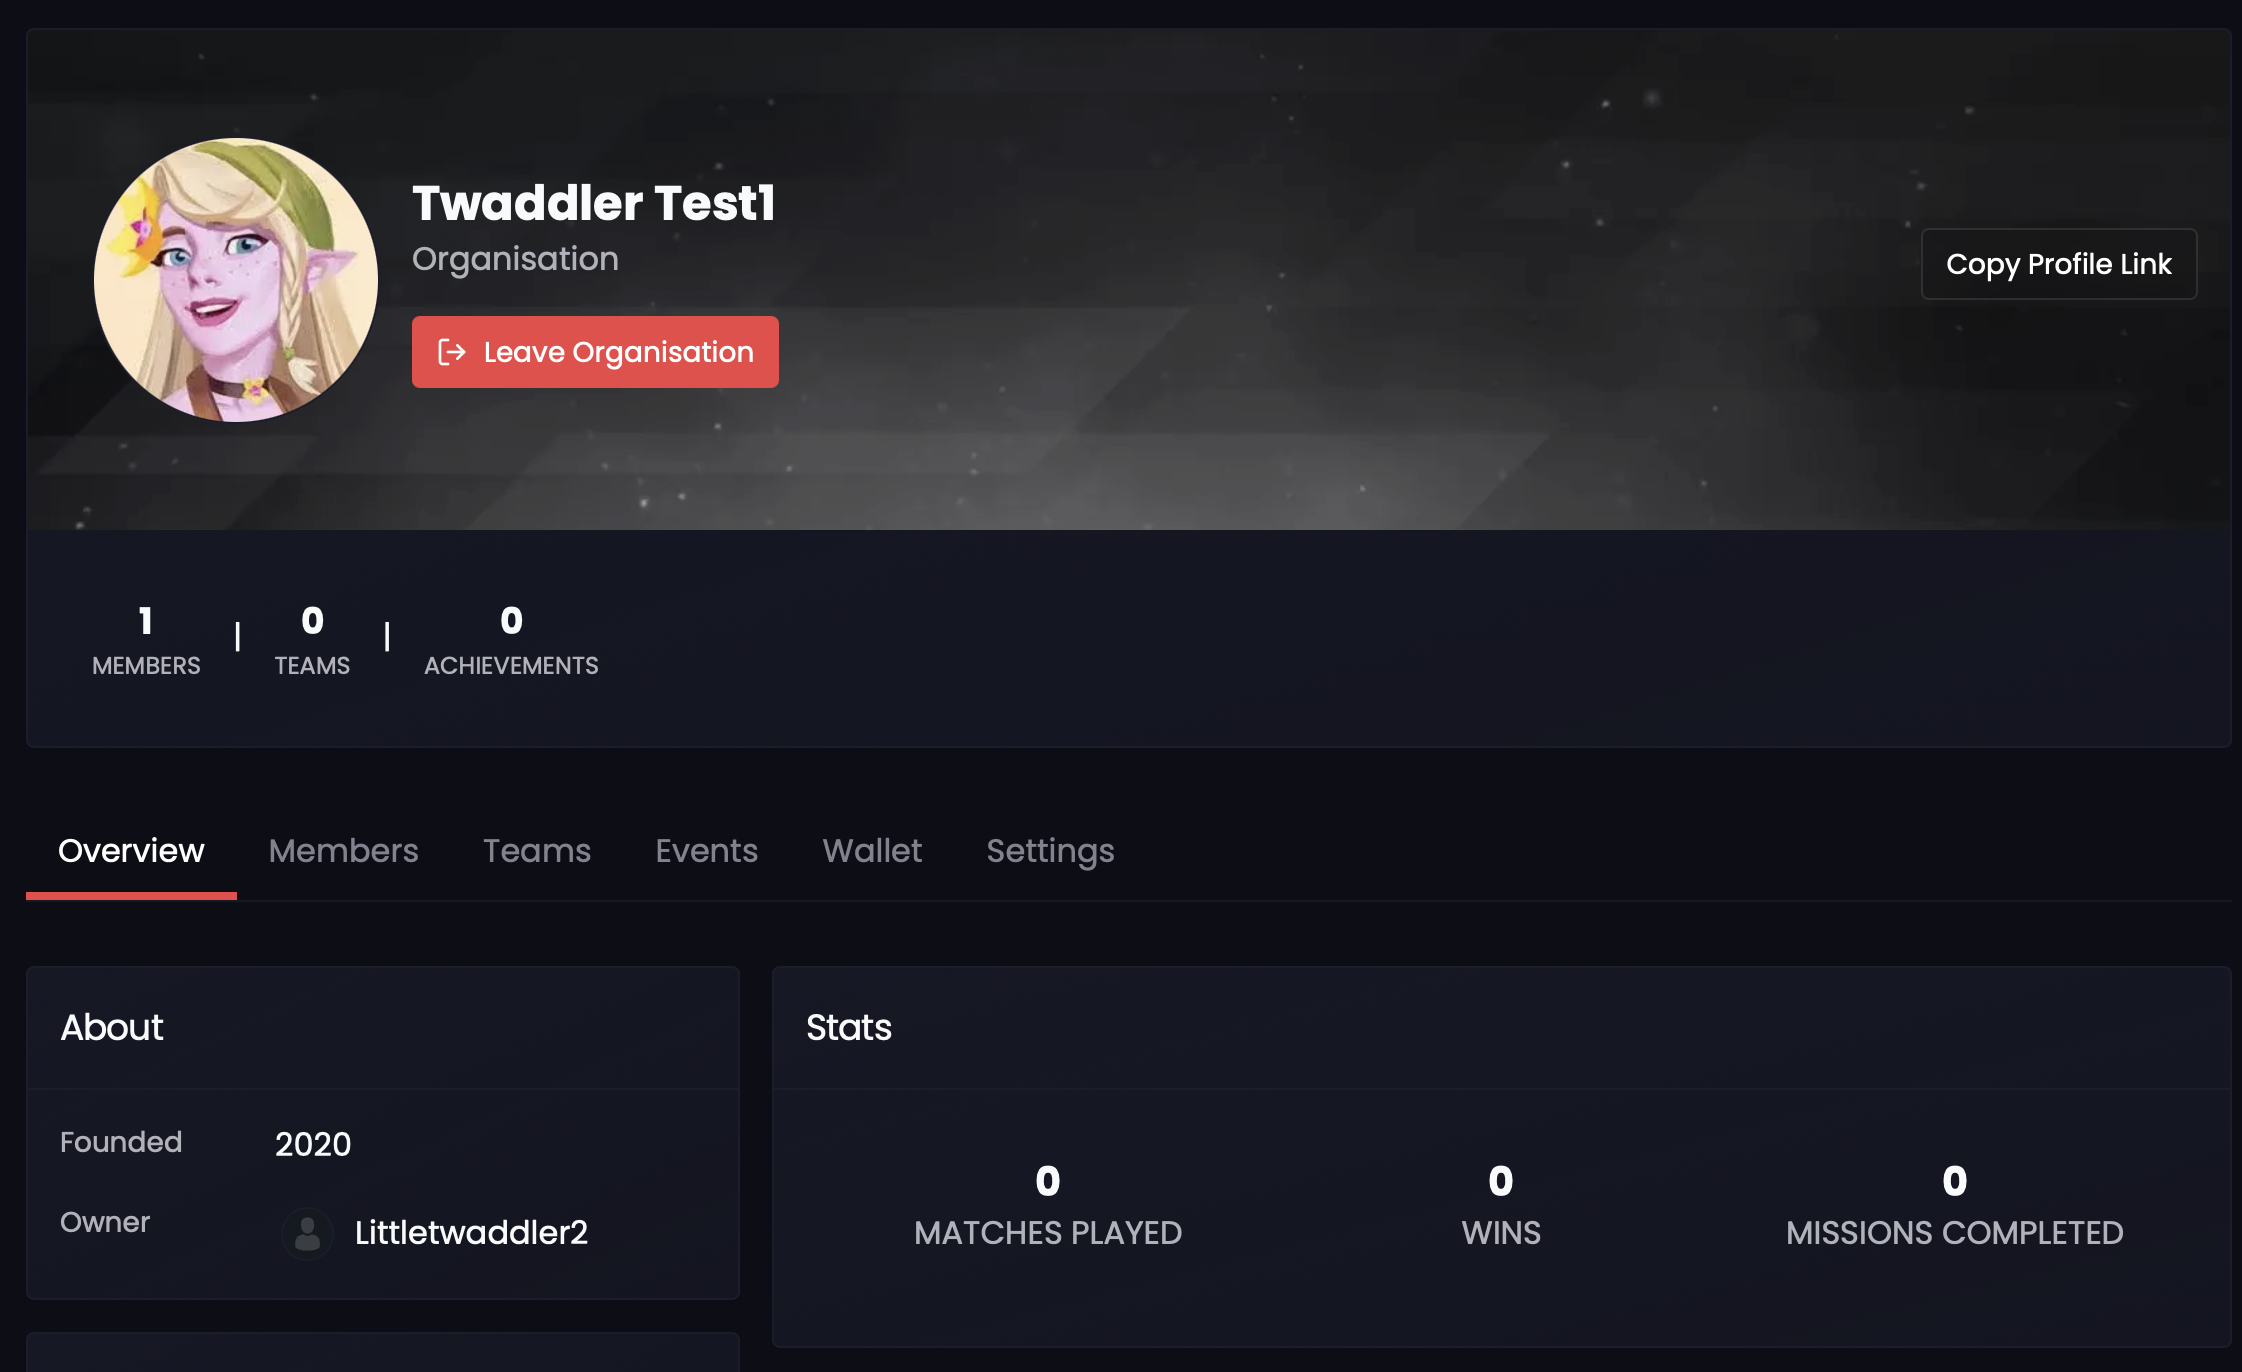 Twaddler Test1
Organisation
Leave Organisation
Copy Profile Link
1 | 0 | 0
MEMBERS TEAMS ACHIEVEMENTS
Overview Members Teams Events Wallet Settings
About
Founded 2020
Owner Littletwaddler2
Stats
0 0 0
MATCHES PLAYED WINS MISSIONS COMPLETED